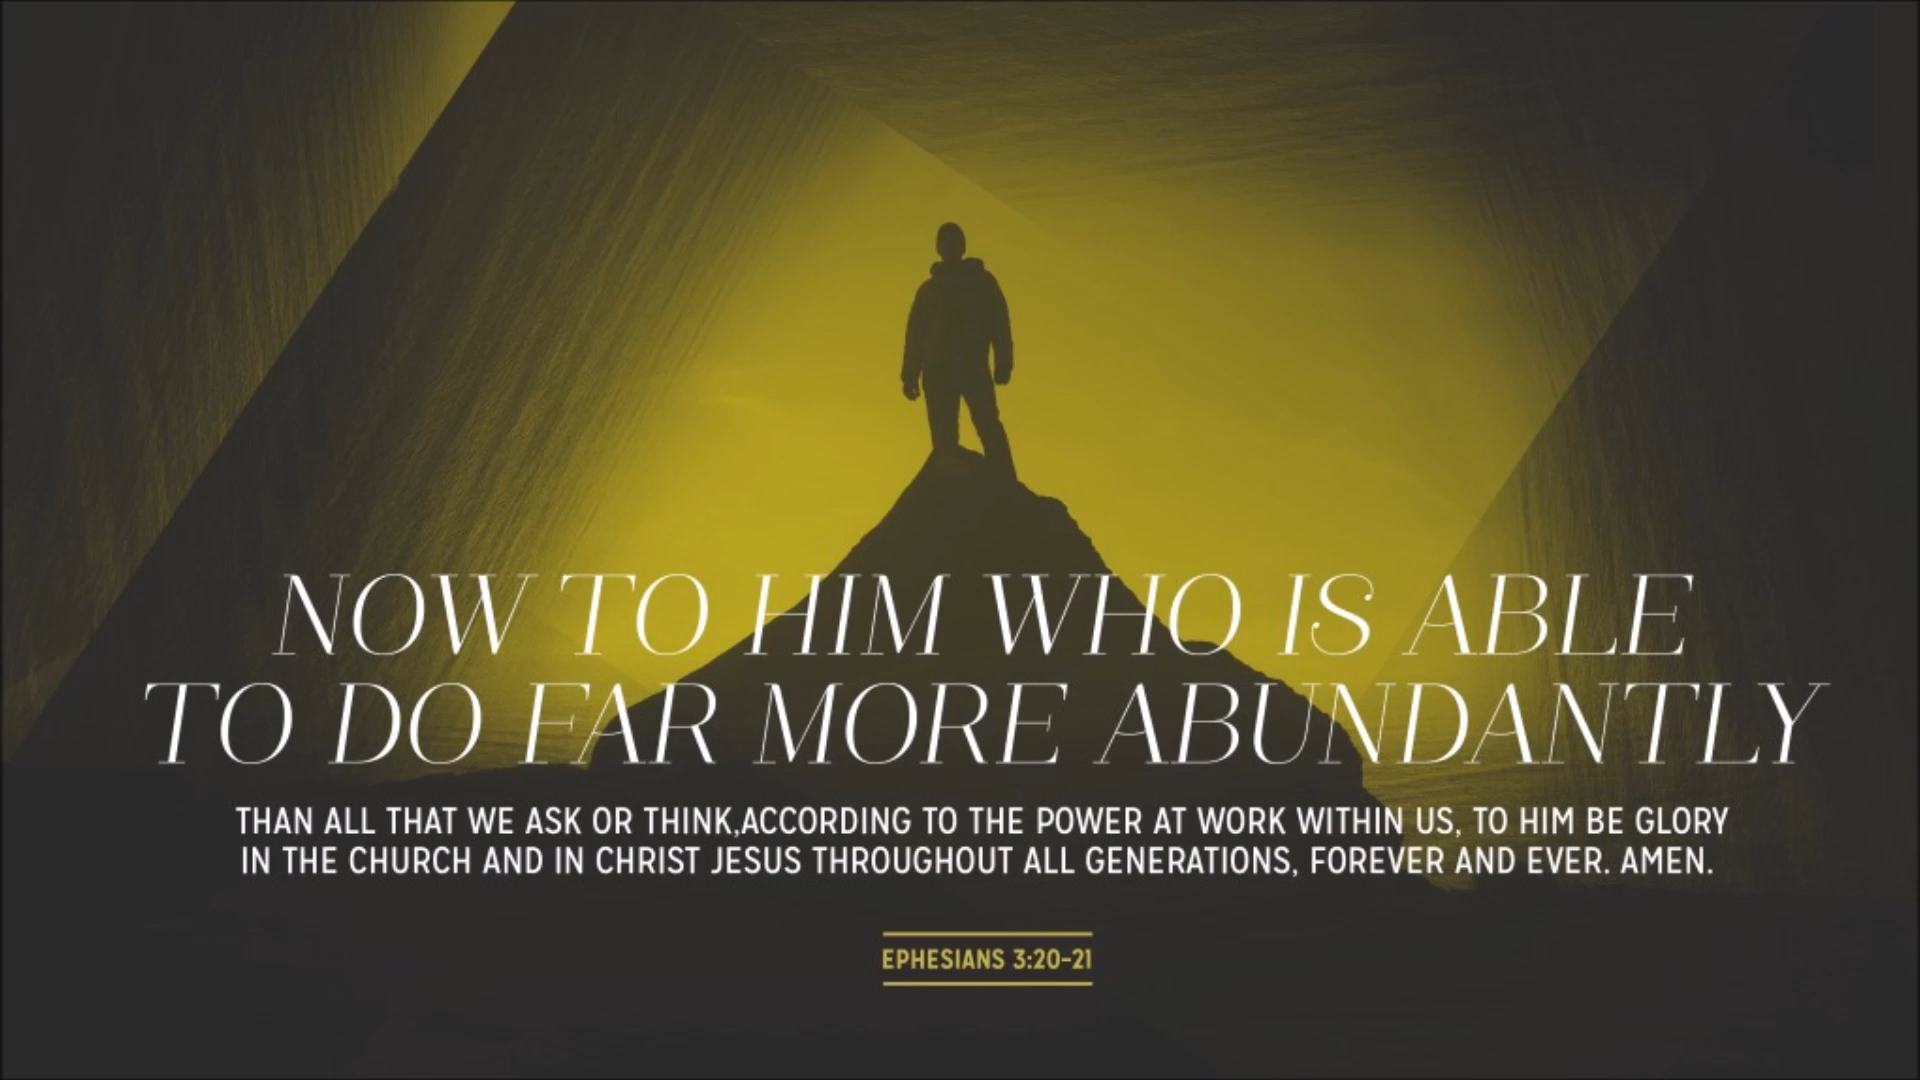 NOW TO HIM WHO IS ABLE
TO DO FAR MORE ABUNDANTLY
THAN ALL THAT WE ASK OR THINK,ACCORDING TO THE POWER AT WORK WITHIN US, TO HIM BE GLORY
IN THE CHURCH AND IN CHRIST JESUS THROUGHOUT ALL GENERATIONS, FOREVER AND EVER. AMEN.
EPHESIANS 3:20-21